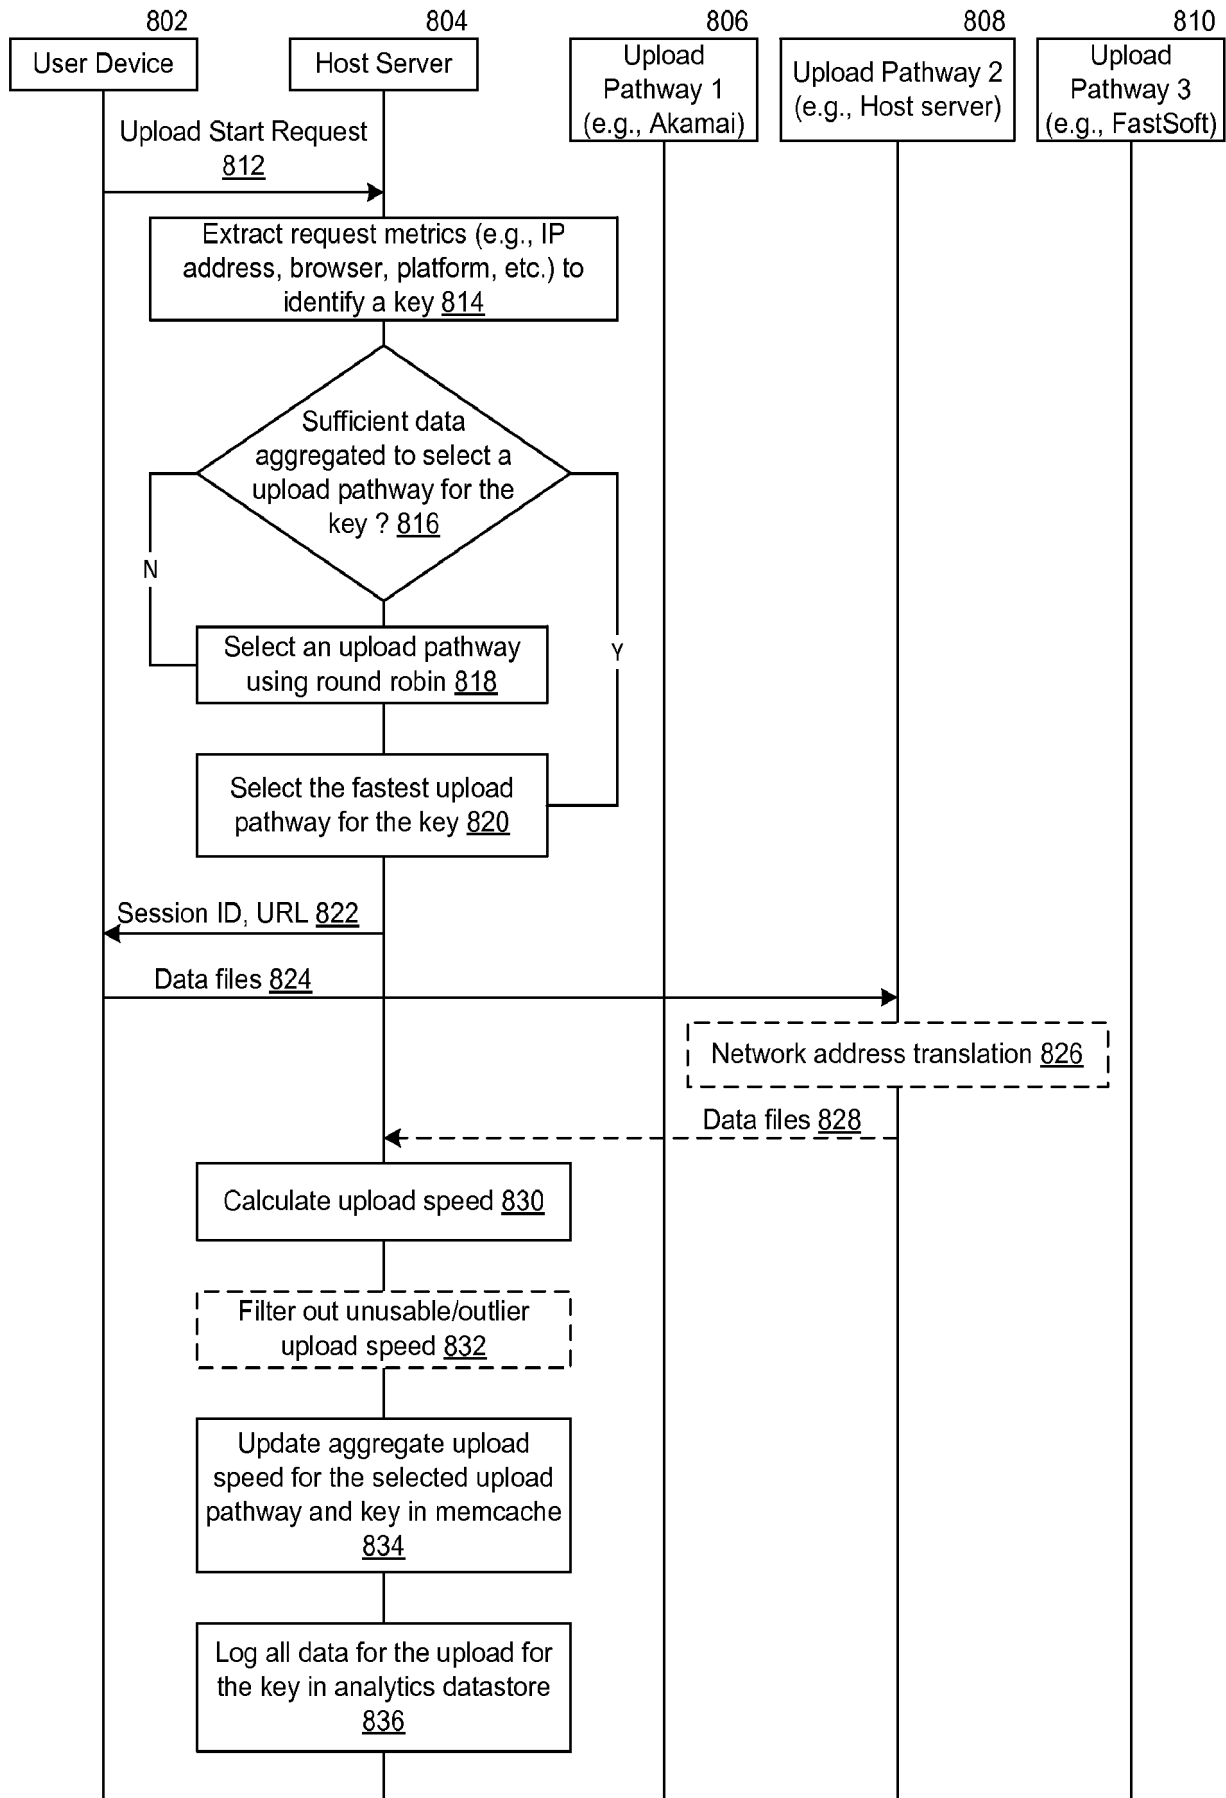 802
804
806
808
810
User Device
Host Server
Upload
Pathway 1
(e.g., Akamai)
Upload Pathway 2
(e.g., Host server)
Upload
Pathway 3
(e.g., FastSoft)
Upload Start Request
812
Extract request metrics (e.g., IP
address, browser, platform, etc.) to
identify a key 814
Sufficient data
aggregated to select a
upload pathway for the
key ? 816
N
Y
Select an upload pathway
using round robin 818
Select the fastest upload
pathway for the key 820
Session ID, URL 822
Data files 824
Network address translation 826
Data files 828
Calculate upload speed 830
Filter out unusable/outlier
upload speed 832
Update aggregate upload
speed for the selected upload
pathway and key in memcache
834
Log all data for the upload for
the key in analytics datastore
836